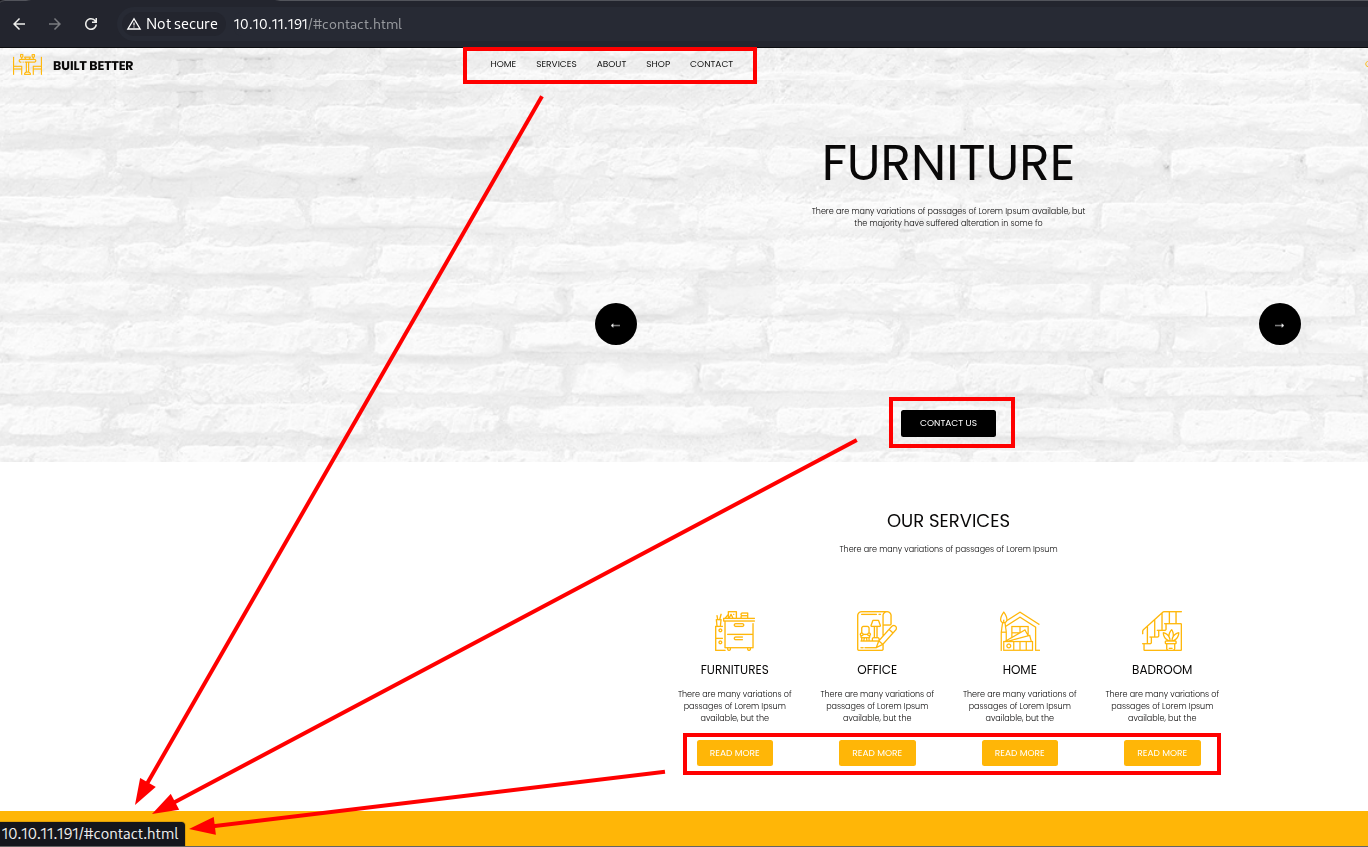 Not secure 10.10.11.191/#contact.html
BUILT BETTER
HOME SERVICES ABOUT SHOP CONTACT
FURNITURE
There are many variations of passages of Lorem Ipsum available, but
the majority have suffered alteration in some fo
←
→
CONTACT US
OUR SERVICES
There are many variations of passages of Lorem Ipsum
FURNITURES
There are many variations of
passages of Lorem Ipsum
available, but the
READ MORE
OFFICE
There are many variations of
passages of Lorem Ipsum
available, but the
READ MORE
HOME
There are many variations of
passages of Lorem Ipsum
available, but the
READ MORE
BADROOM
There are many variations of
passages of Lorem Ipsum
available, but the
READ MORE
10.10.11.191/#contact.html